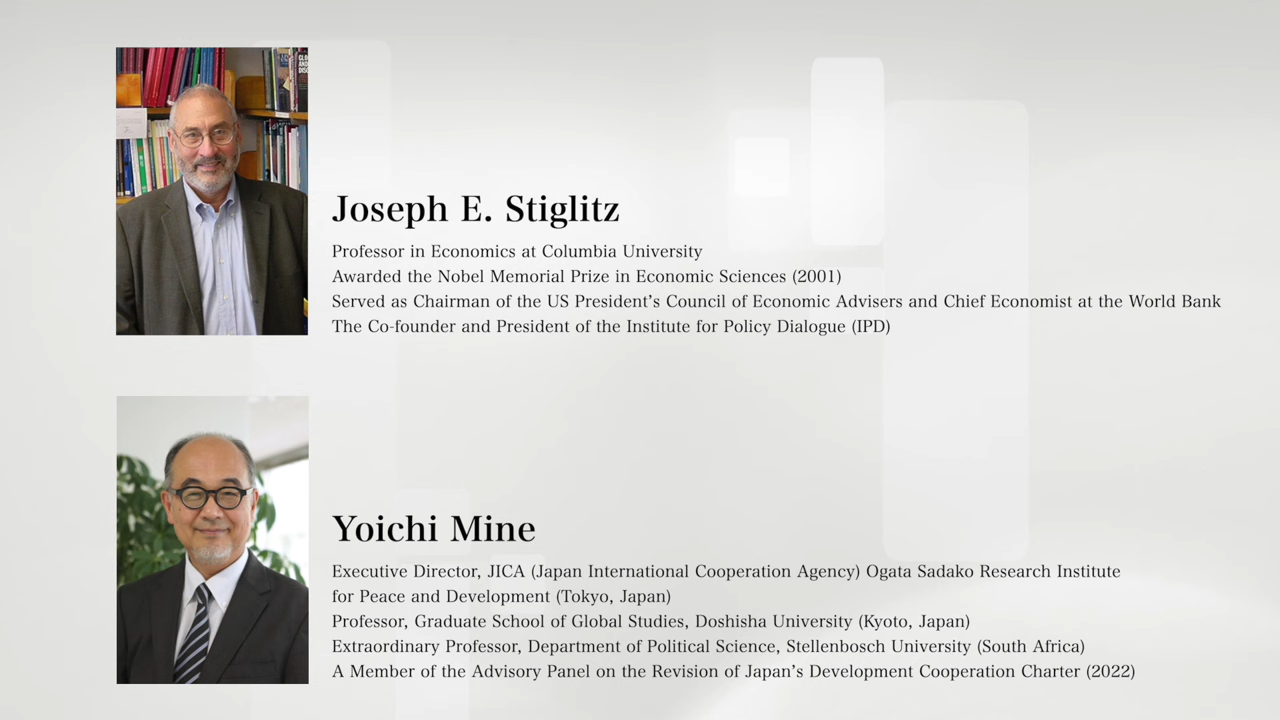 Joseph E. Stiglitz
Professor in Economics at Columbia University
Awarded the Nobel Memorial Prize in Economic Sciences (2001)
Served as Chairman of the US President’s Council of Economic Advisers and Chief Economist at the World Bank
The Co-founder and President of the Institute for Policy Dialogue (IPD)
Yoichi Mine
Executive Director, JICA (Japan International Cooperation Agency) Ogata Sadako Research Institute
for Peace and Development (Tokyo, Japan)
Professor, Graduate School of Global Studies, Doshisha University (Kyoto, Japan)
Extraordinary Professor, Department of Political Science, Stellenbosch University (South Africa)
A Member of the Advisory Panel on the Revision of Japan’s Development Cooperation Charter (2022)